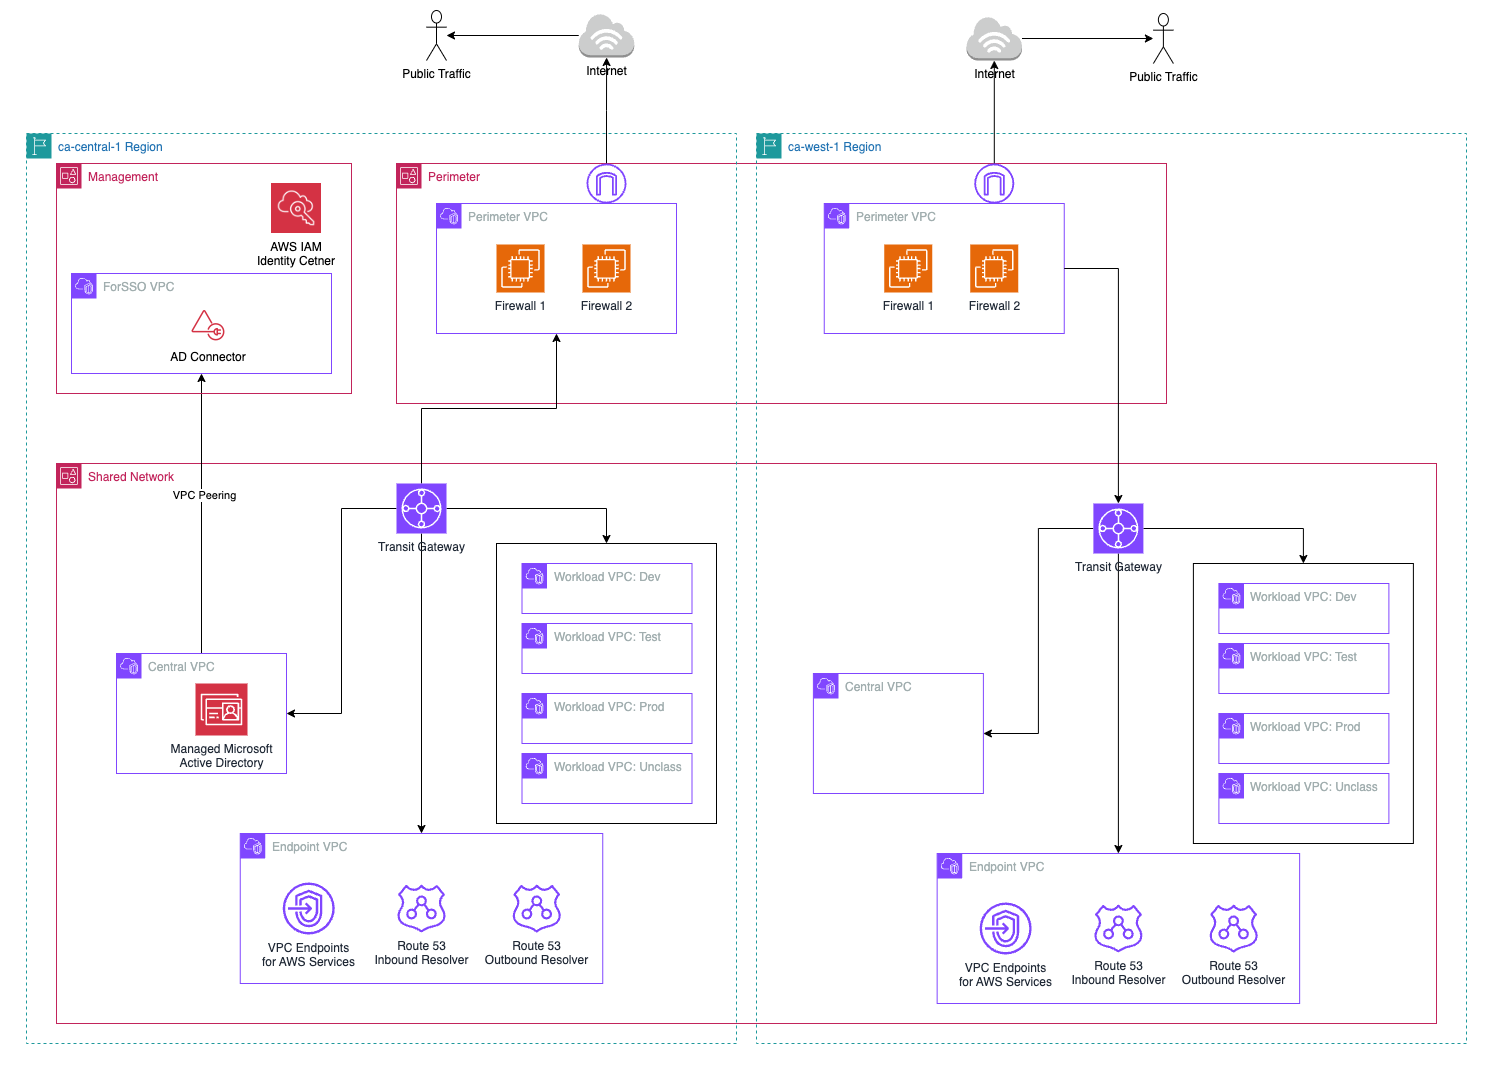 Public Traffic
Internet
Internet
Public Traffic
ca-central-1 Region
Management
AWS IAM
Identity Cetner
ForSSO VPC
AD Connector
Perimeter
Perimeter VPC
Firewall 1
Firewall 2
ca-west-1 Region
Perimeter VPC
Firewall 1
Firewall 2
Shared Network
VPC Peering
Transit Gateway
Workload VPC: Dev
Workload VPC: Test
Workload VPC: Prod
Workload VPC: Unclass
Central VPC
Managed Microsoft
Active Directory
Endpoint VPC
VPC Endpoints
for AWS Services
Route 53
Inbound Resolver
Route 53
Outbound Resolver
Transit Gateway
Workload VPC: Dev
Workload VPC: Test
Workload VPC: Prod
Workload VPC: Unclass
Central VPC
Endpoint VPC
VPC Endpoints
for AWS Services
Route 53
Inbound Resolver
Route 53
Outbound Resolver